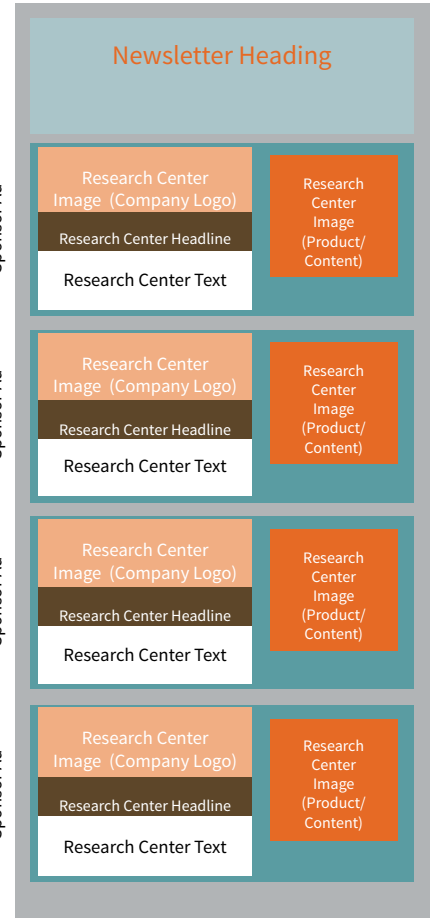 Newsletter Heading
Research Center
Image (Company Logo)
Research Center Headline
Research Center Text
Research
Center
Image
(Product/
Content)
Research Center
Image (Company Logo)
Research Center Headline
Research Center Text
Research
Center
Image
(Product/
Content)
Research Center
Image (Company Logo)
Research Center Headline
Research Center Text
Research
Center
Image
(Product/
Content)
Research Center
Image (Company Logo)
Research Center Headline
Research Center Text
Research
Center
Image
(Product/
Content)